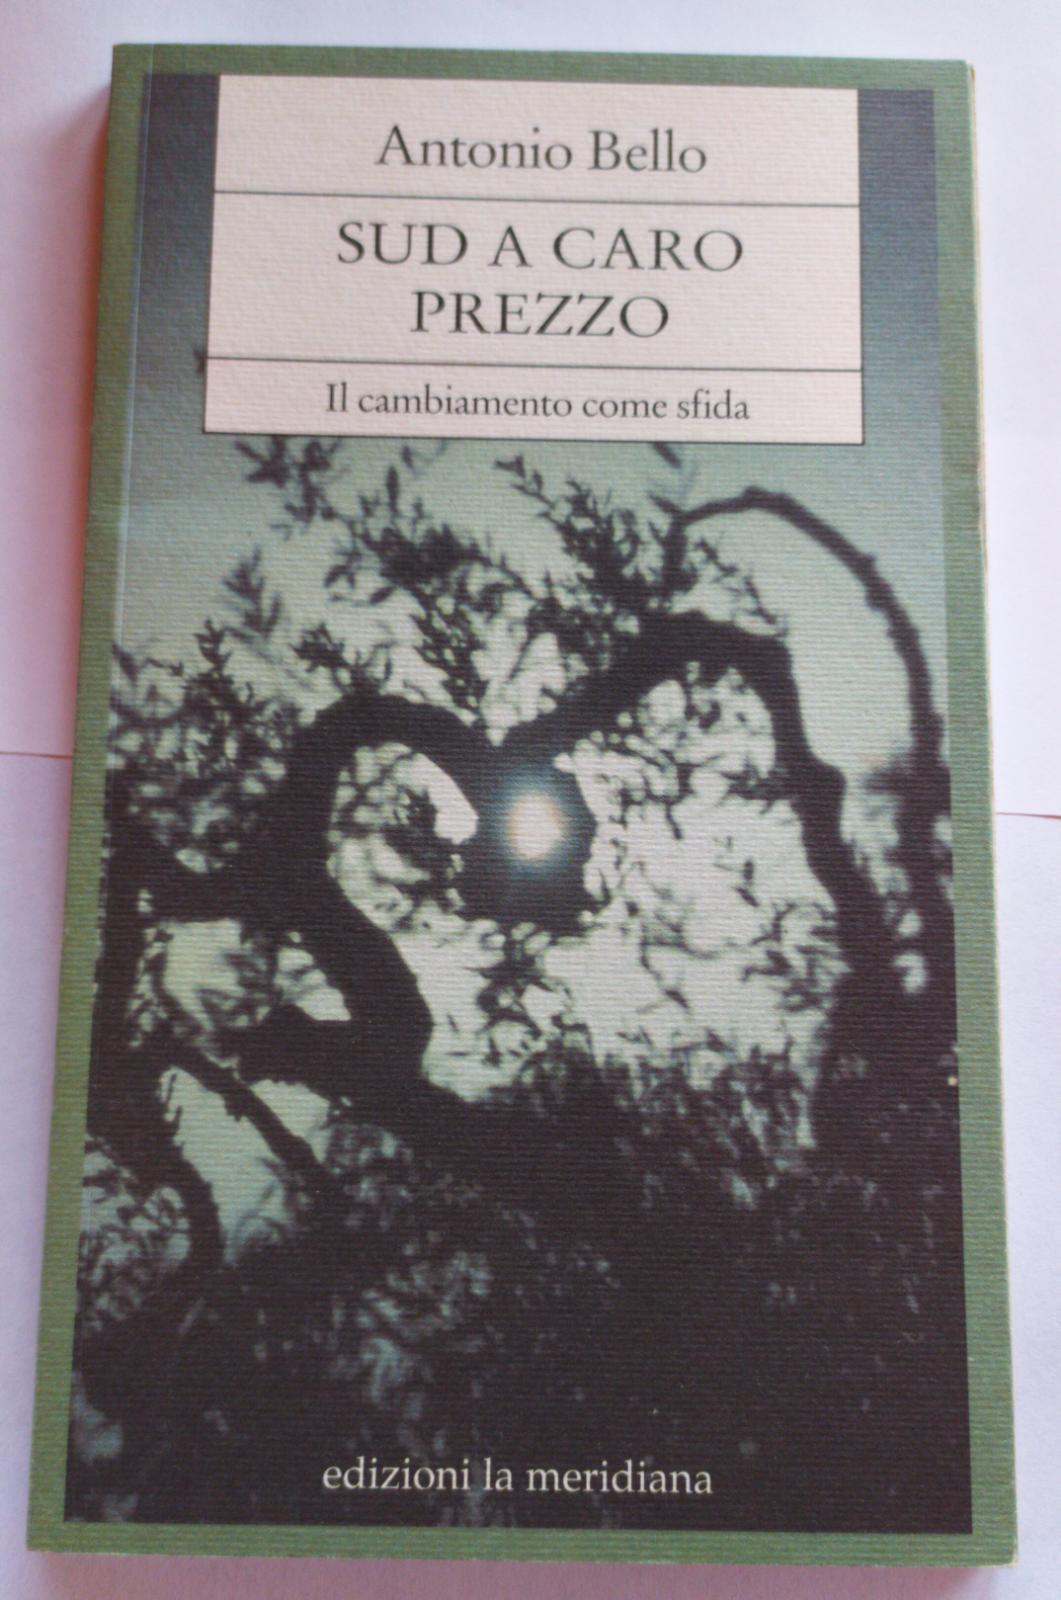 Antonio Bello
SUD A CARO
PREZZO
Il cambiamento come sfida
edizioni la meridiana